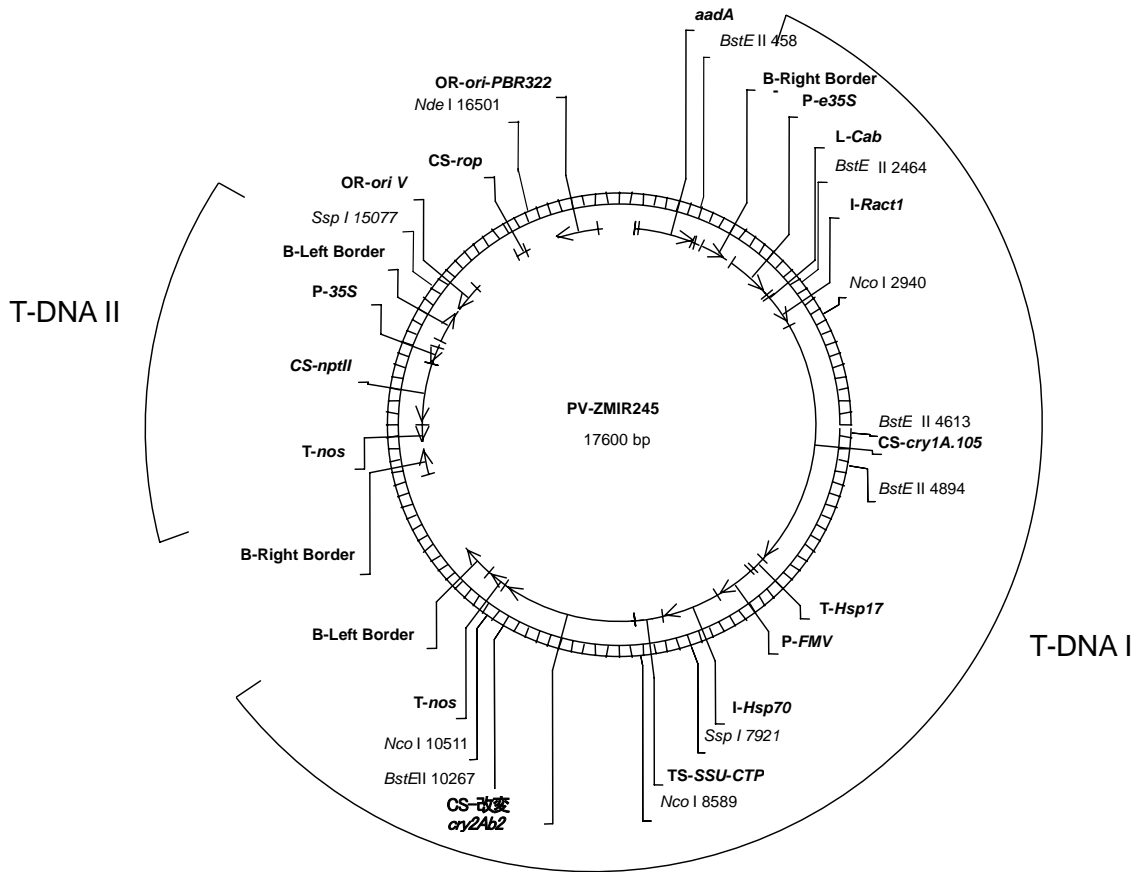 aadA
BstE II 458
B-Right Border
P-e35S
L-Cab
BstE II 2464
I-Ract1
Nco I 2940
BstE II 4613
CS-cry1A.105
BstE II 4894
T-Hsp17
P-FMV
T-DNA I
I-Hsp70
Ssp I 7921
TS-SSU-CTP
Nco I 8589
CS-改変
cry2Ab2
BstEII 10267
Nco I 10511
T-nos
B-Left Border
B-Right Border
T-nos
CS-nptII
P-35S
B-Left Border
Ssp I 15077
OR-ori V
CS-rop
Nde I 16501
OR-ori-PBR322
T-DNA II
PV-ZMIR245
17600 bp